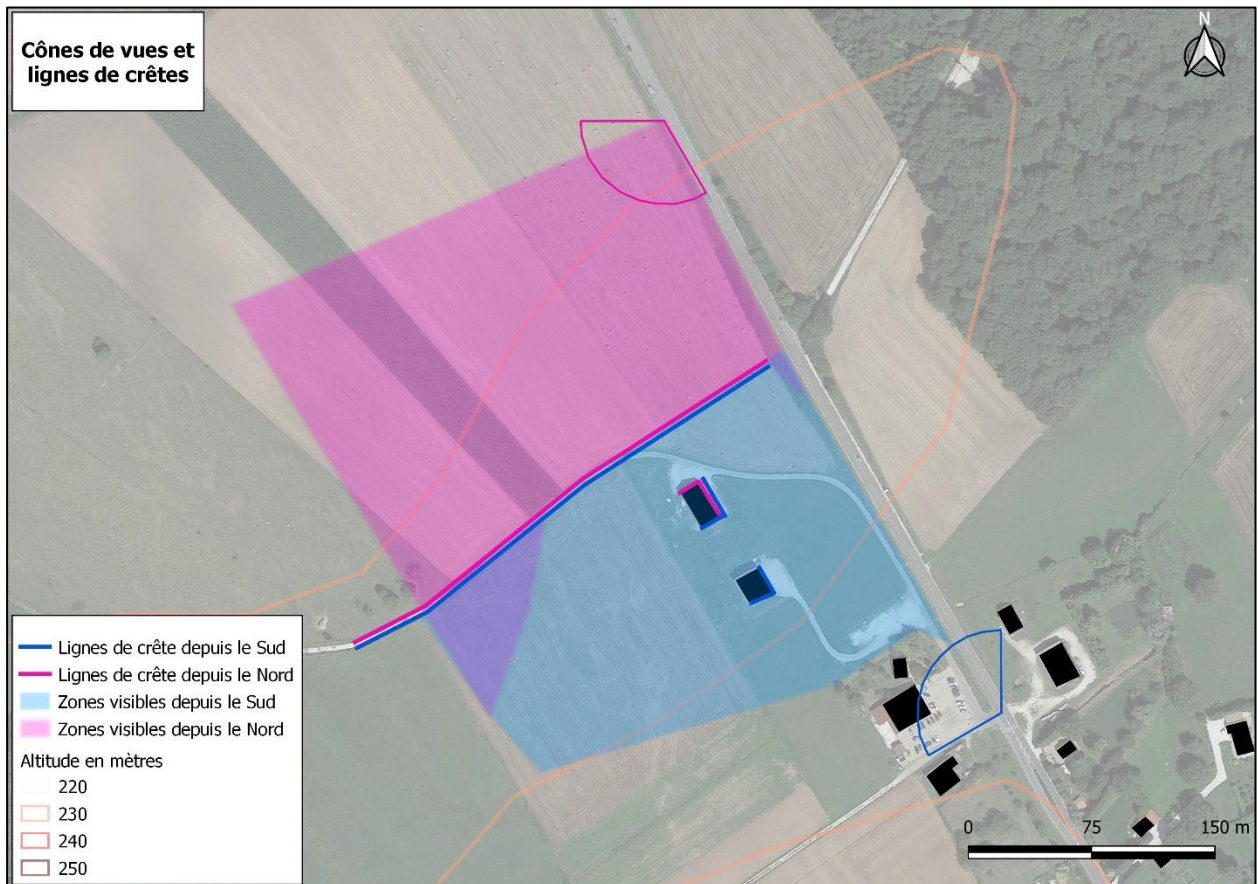 Cônes de vues et
lignes de crêtes
N
Lignes de crête depuis le Sud
Lignes de crête depuis le Nord
Zones visibles depuis le Sud
Zones visibles depuis le Nord
Altitude en mètres
220
230
240
250
0 75 150 m